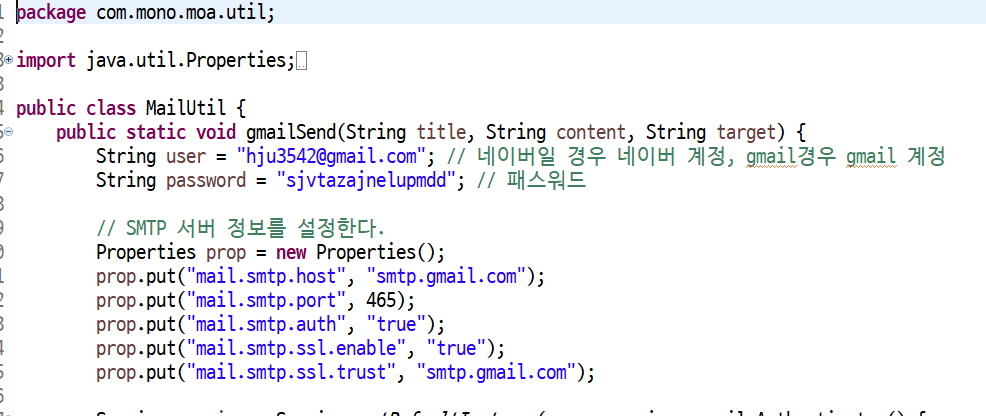 package com.mono.moa.util;
import java.util.Properties;
public class MailUtil {
public static void gmailSend(String title, String content, String target) {
String user = "hju3542@gmail.com"; // 네이버일 경우 네이버 계정, gmail경우 gmail 계정
String password = "sjvtazajnelupmdd"; // 패스워드
// SMTP 서버 정보를 설정한다.
Properties prop = new Properties();
prop.put("mail.smtp.host", "smtp.gmail.com");
prop.put("mail.smtp.port", 465);
prop.put("mail.smtp.auth", "true");
prop.put("mail.smtp.ssl.enable", "true");
prop.put("mail.smtp.ssl.trust", "smtp.gmail.com");